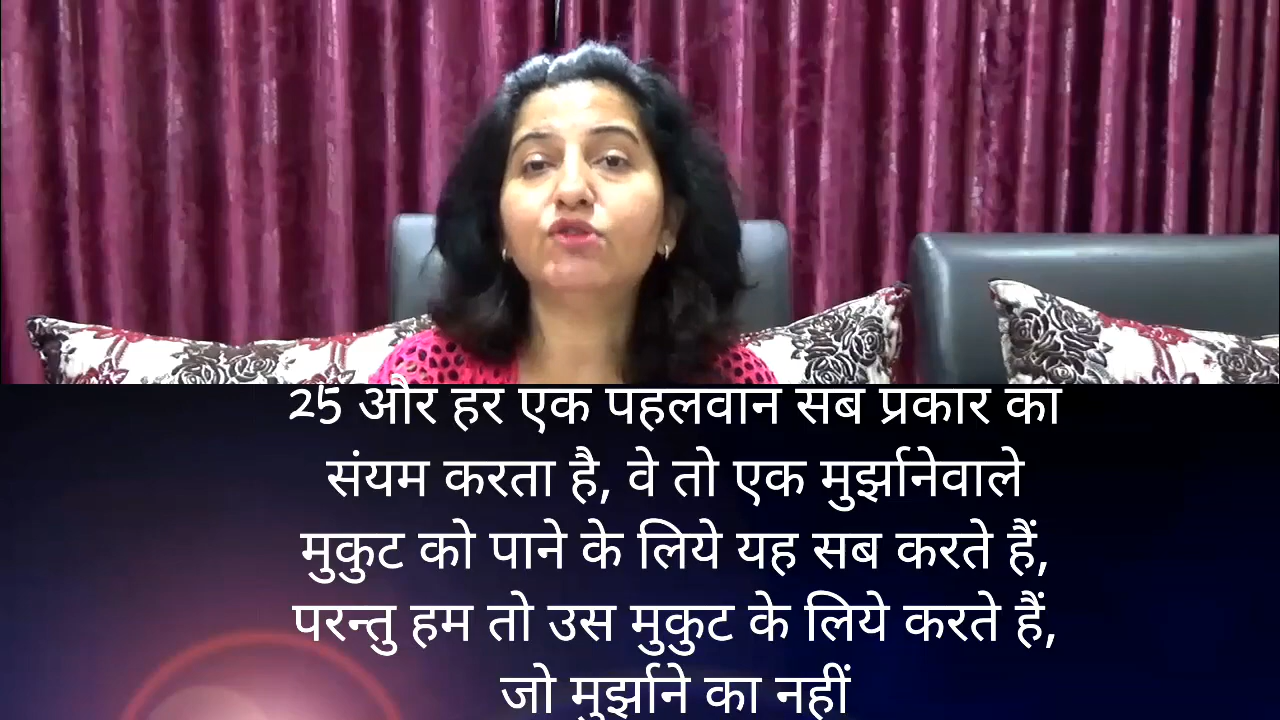 25 और हर एक पहलवान सब प्रकार का
संयम करता है, वे तो एक मुर्झानेवाले
मुकुट को पाने के लिये यह सब करते हैं,
परन्तु हम तो उस मुकुट के लिये करते हैं,
जो मुर्झाने का नहीं